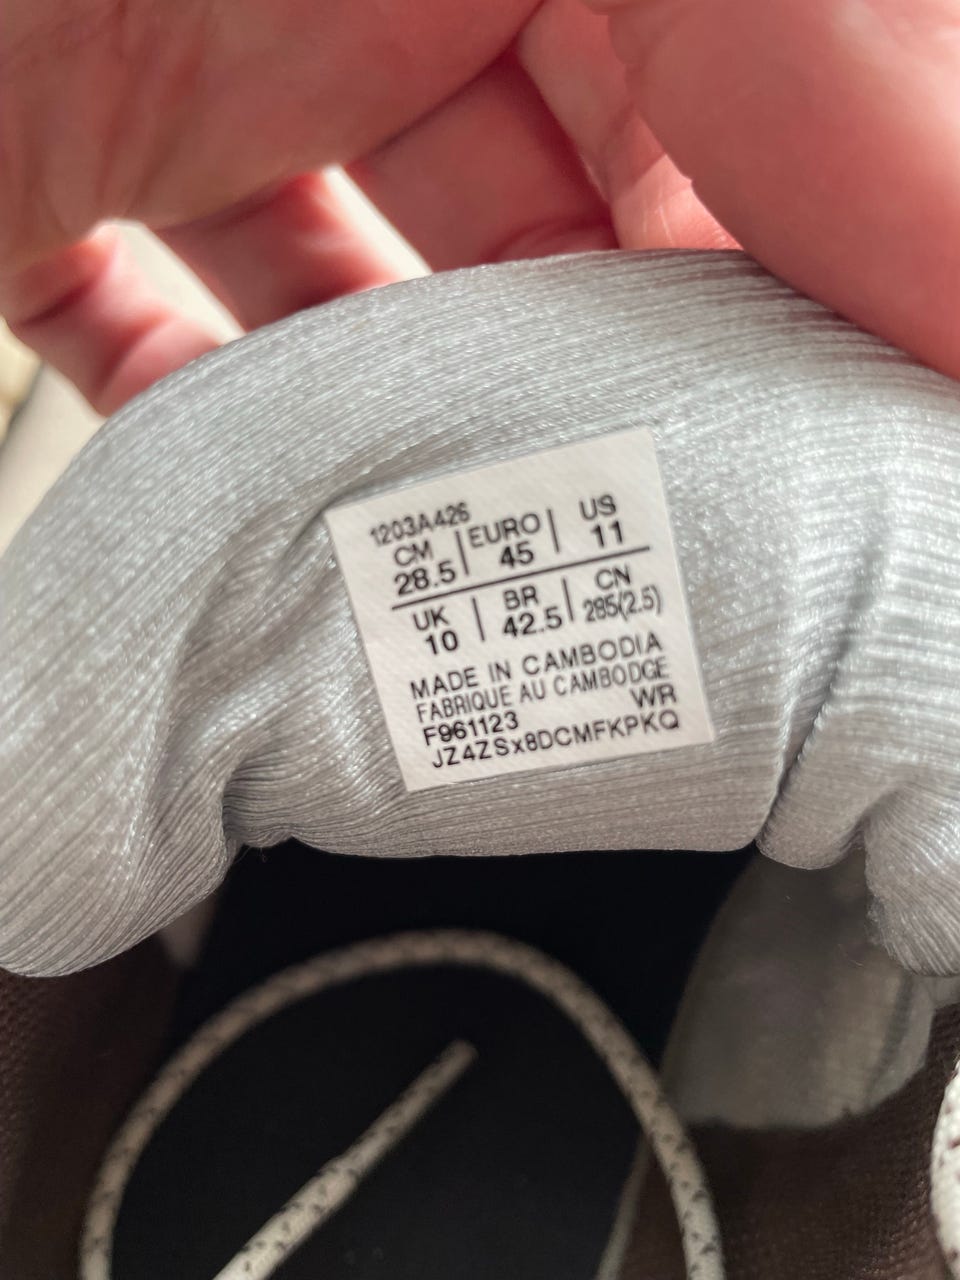 1203A426
CM 28.5 | EURO 45 | US 11
UK 10 | BR 42.5 | CN 285(2.5)
MADE IN CAMBODIA
FABRIQUE AU CAMBODGE
F961123 WR
JZ4ZSx8DCMFKPKQ